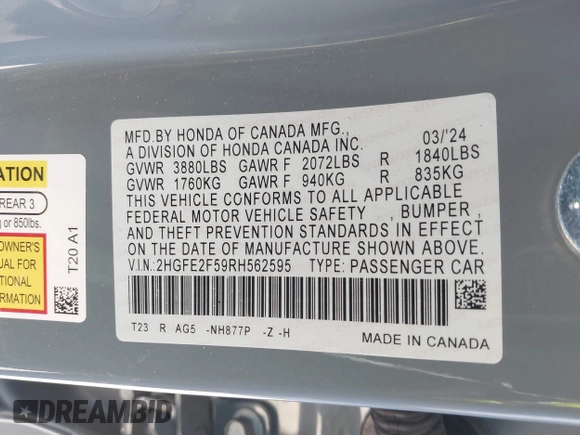 MFD.BY HONDA OF CANADA MFG.,
A DIVISION OF HONDA CANADA INC. 03/'24
GVWR 3880LBS GAWR F 2072LBS R 1840LBS
GVWR 1760KG GAWR F 940KG R 835KG
THIS VEHICLE CONFORMS TO ALL APPLICABLE
FEDERAL MOTOR VEHICLE SAFETY , BUMPER ,
AND THEFT PREVENTION STANDARDS IN EFFECT
ON THE DATE OF MANUFACTURE SHOWN ABOVE.
V.I.N.:2HGFE2F59RH562595 TYPE: PASSENGER CAR
T23 R AG5 -NH877P -Z -H
MADE IN CANADA
ATION
REAR 3
g or 850lbs.
OWNER'S
UAL FOR
TIONAL
ORMATION
T20 A1
DREAMBID